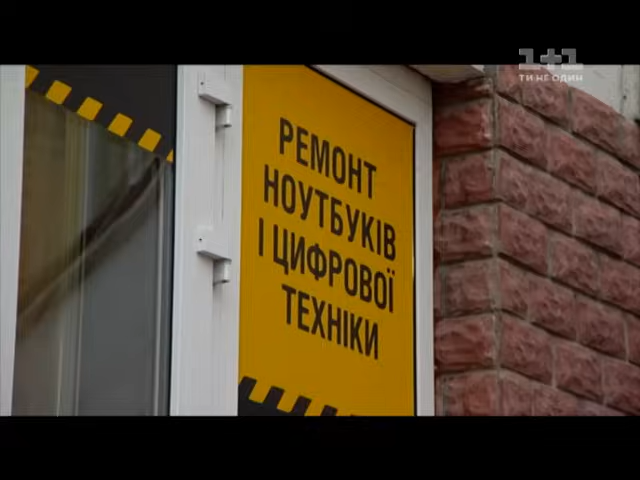 1+1
ТИ НЕ ОДИН
РЕМОНТ
НОУТБУКІВ
І ЦИФРОВОЇ
ТЕХНІКИ